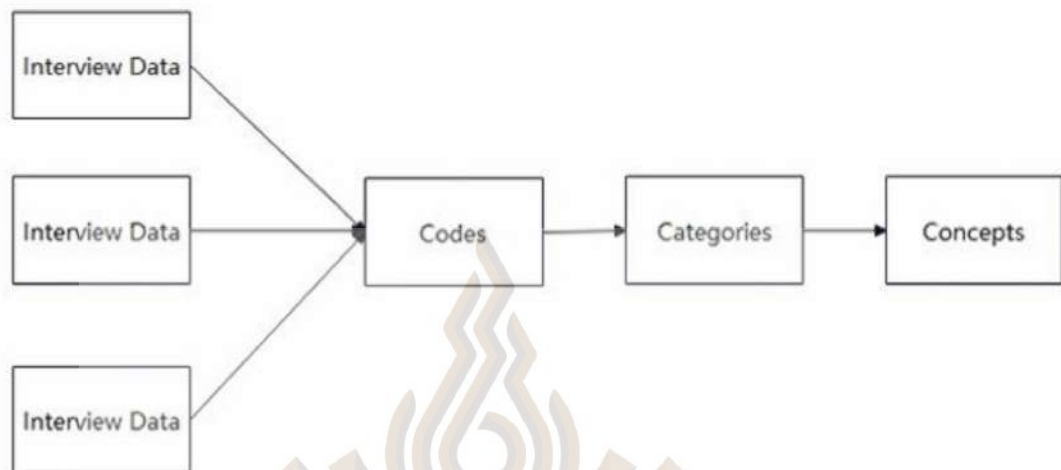 Interview Data
Interview Data
Codes
Categories
Concepts
Interview Data